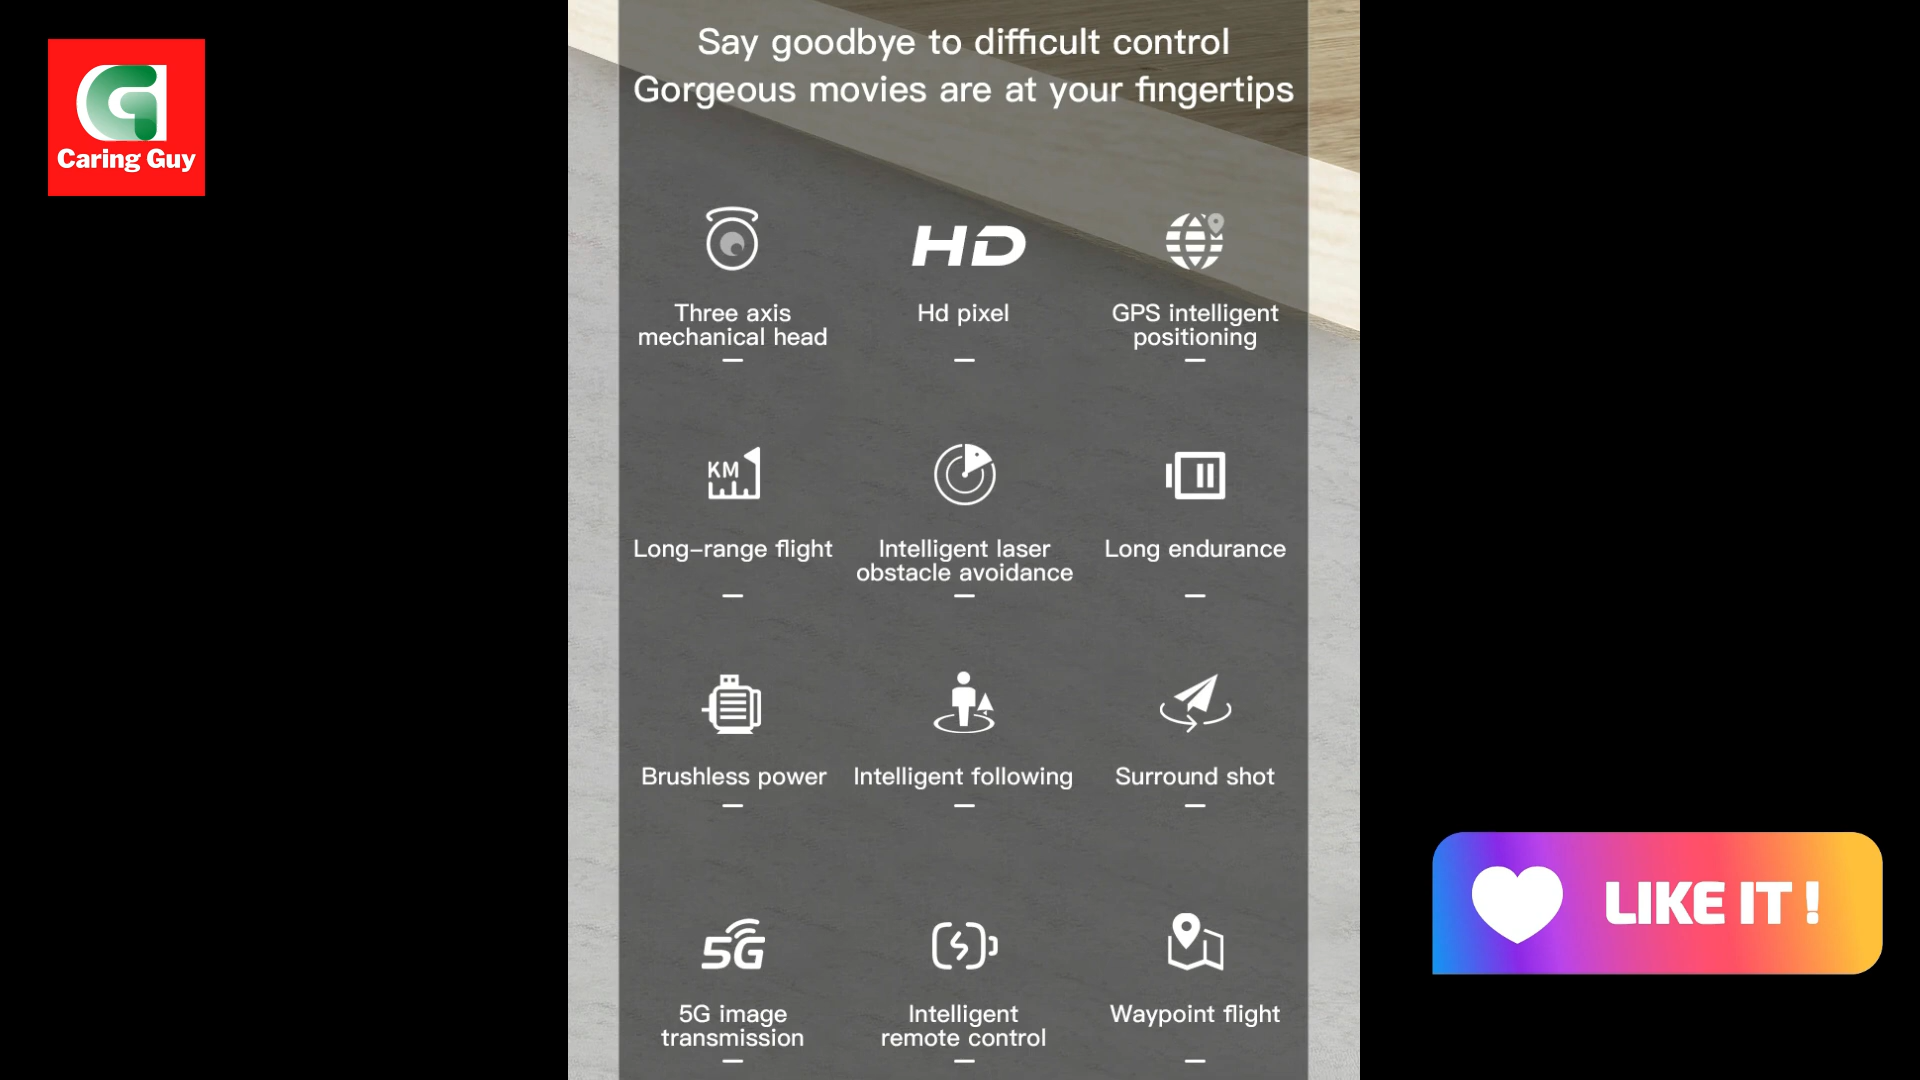 Say goodbye to difficult control
Gorgeous movies are at your fingertips
Caring Guy
HD
Three axis
mechanical head
Hd pixel
GPS intelligent
positioning
KM
Long-range flight
Intelligent laser
obstacle avoidance
Long endurance
Brushless power
Intelligent following
Surround shot
LIKE IT !
5G
5G image
transmission
Intelligent
remote control
Waypoint flight